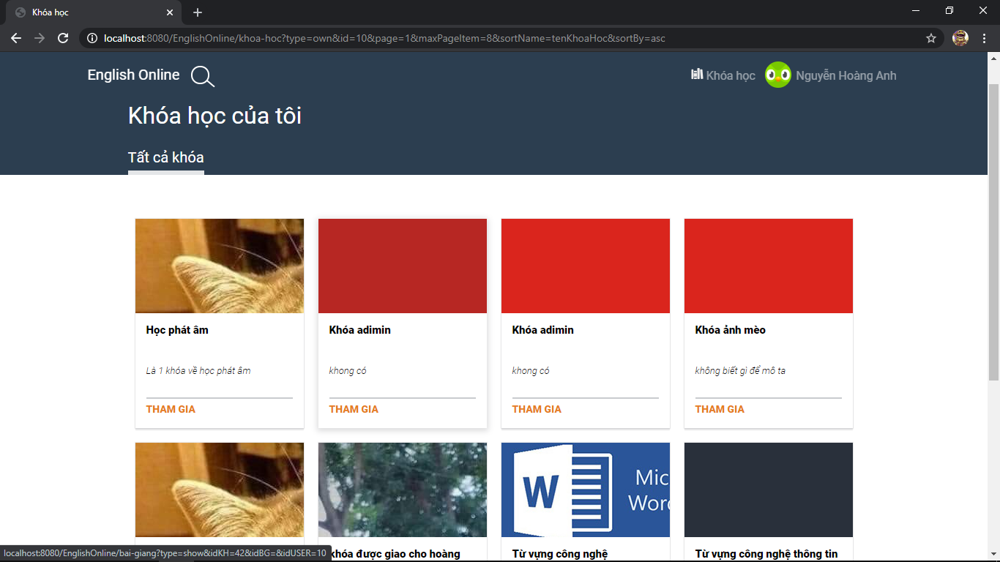 Khóa học
localhost:8080/EnglishOnline/khoa-hoc?type=own&id=10&page=1&maxPageItem=8&sortName=tenKhoaHoc&sortBy=asc
English Online
Khóa học
Nguyễn Hoàng Anh
Khóa học của tôi
Tất cả khóa
Học phát âm
Khóa adimin
Khóa adimin
Khóa ảnh mèo
Là 1 khóa về học phát âm
khong có
khong có
không biết gì để mô ta
THAM GIA
THAM GIA
THAM GIA
THAM GIA
W
Mic
Word
khóa được giao cho hoàng
Từ vựng công nghệ
Từ vựng công nghệ thông tin
localhost:8080/EnglishOnline/bai-giang?type=show&idKH=42&idBG=&idUSER=10